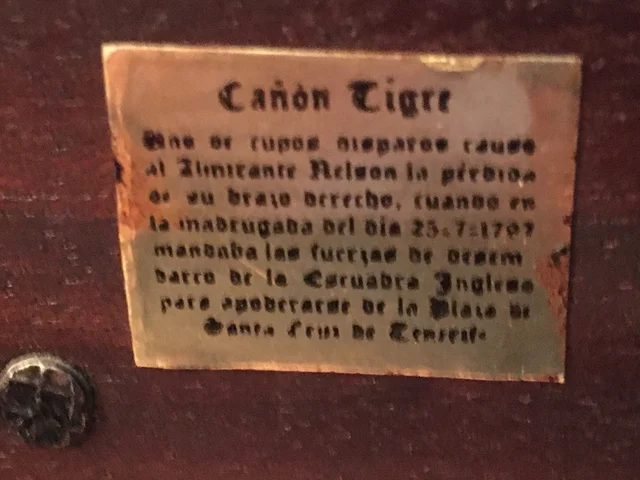 Cañón Tigre
Uno de cuyos disparos causo
al Almirante Nelson la pérdida
de su brazo derecho, cuando en
la madrugada del dia 25-7-1797
mandaba las fuerzas de desem
barco de la Escuadra Inglesa
para apoderarse de la Plaza de
Santa Cruz de Tenerife